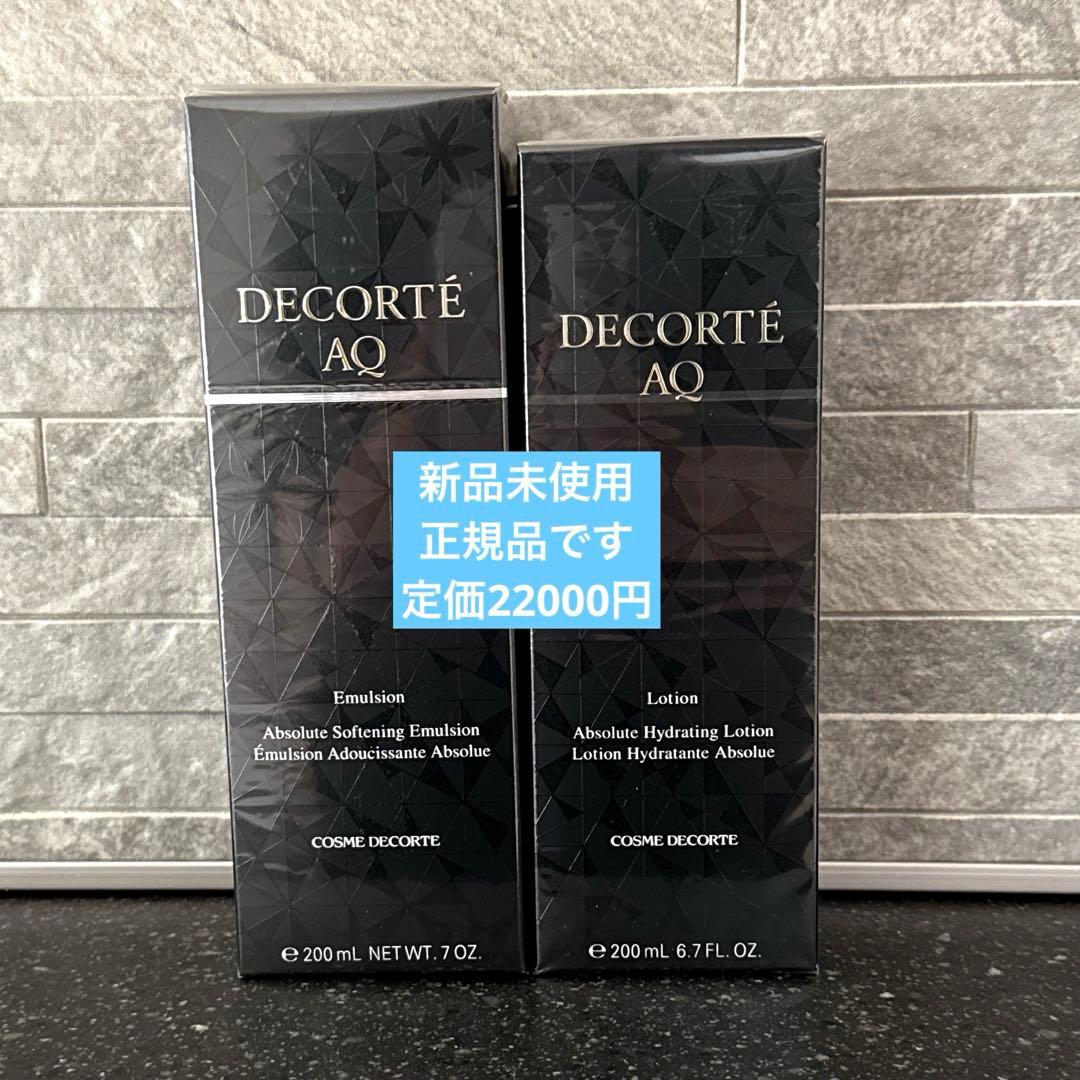 DECORTÉ
AQ
Emulsion
Absolute Softening Emulsion
Émulsion Adoucissante Absolue
COSME DECORTE
℮ 200 mL NET WT. 7 OZ.
DECORTÉ
AQ
Lotion
Absolute Hydrating Lotion
Lotion Hydratante Absolue
COSME DECORTE
℮ 200 mL 6.7 FL. OZ.
新品未使用
正規品です
定価22000円